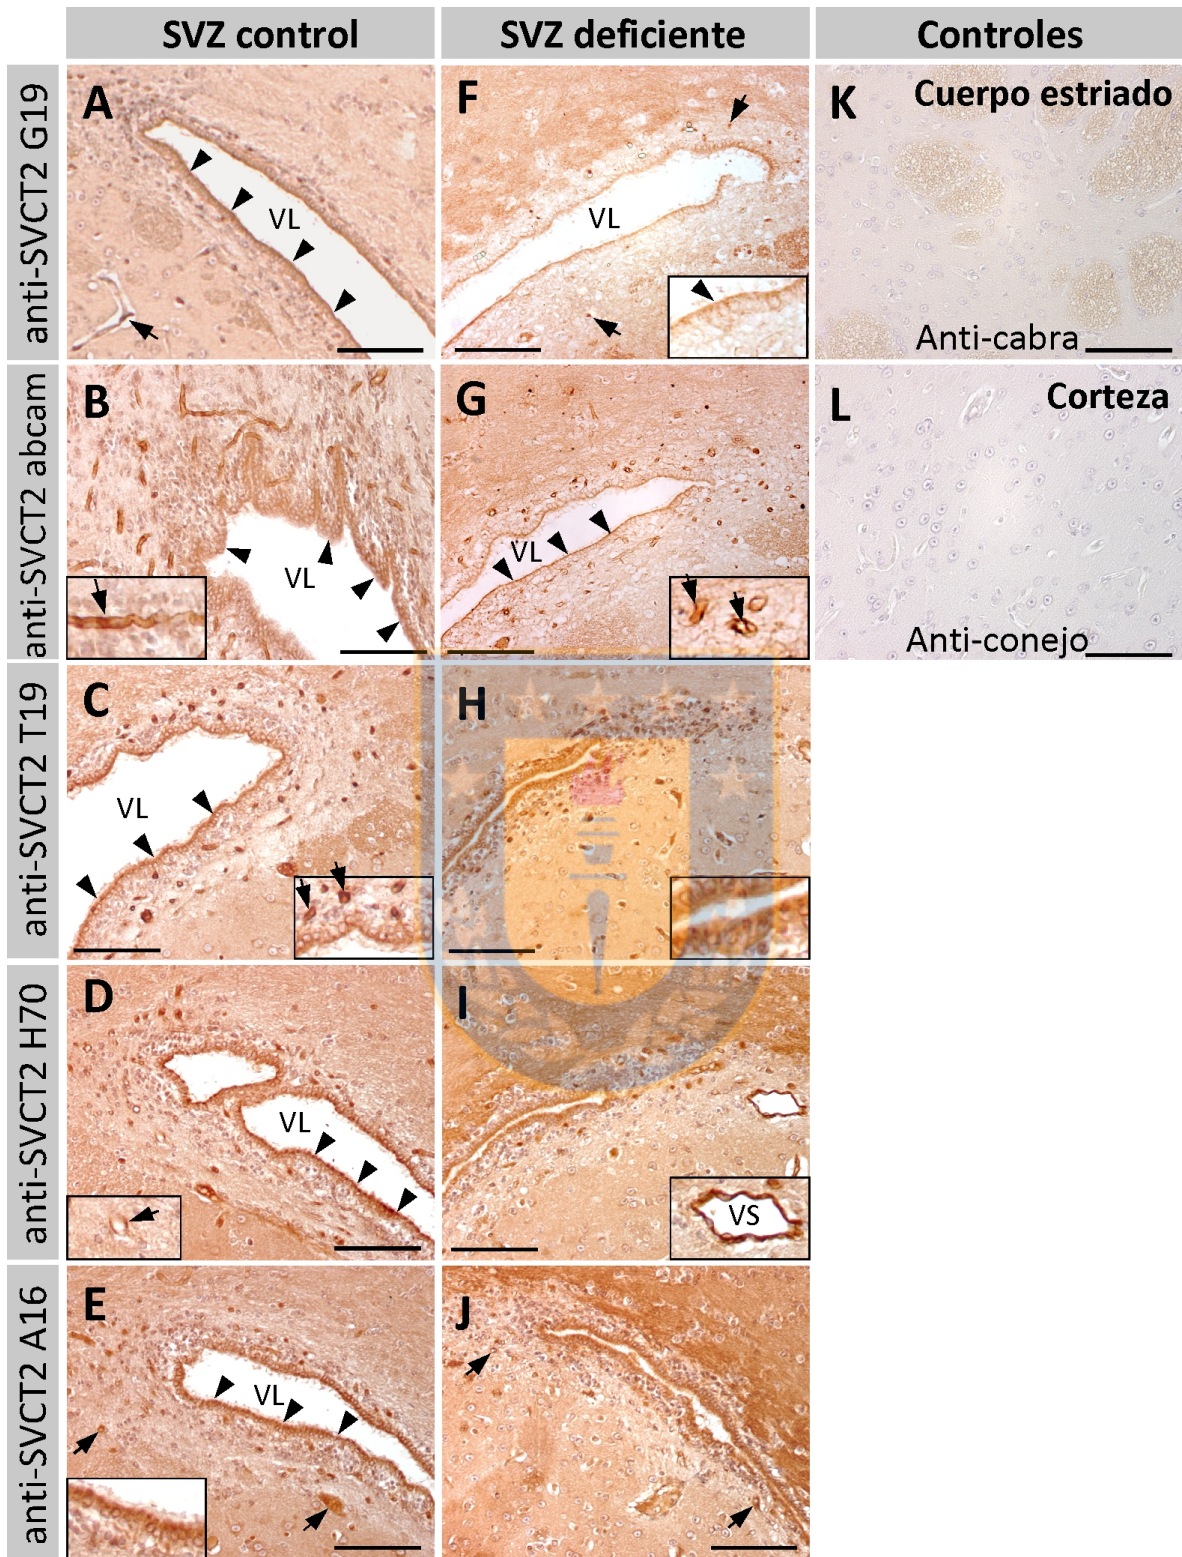 SVZ control
SVZ deficiente
Controles
anti-SVCT2 G19
A
VL
F
VL
K
Cuerpo estriado
Anti-cabra
anti-SVCT2 abcam
B
VL
G
VL
L
Corteza
Anti-conejo
anti-SVCT2 T19
C
VL
H
anti-SVCT2 H70
D
VL
I
VS
anti-SVCT2 A16
E
VL
J